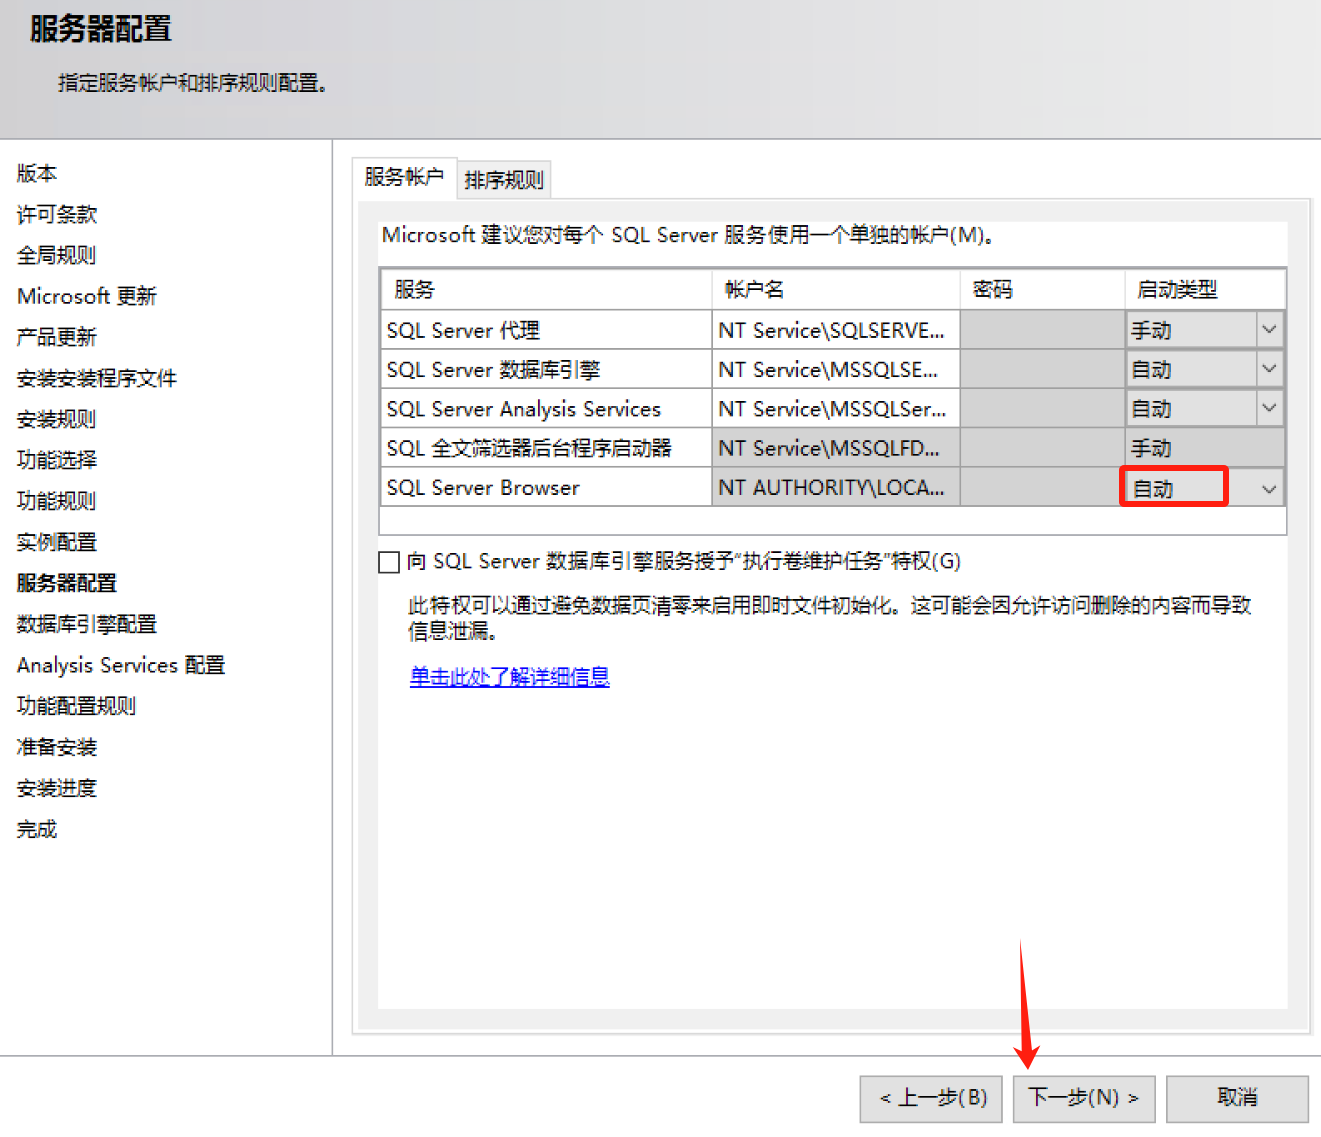 服务器配置
指定服务帐户和排序规则配置。
版本
许可条款
全局规则
Microsoft 更新
产品更新
安装安装程序文件
安装规则
功能选择
功能规则
实例配置
服务器配置
数据库引擎配置
Analysis Services 配置
功能配置规则
准备安装
安装进度
完成
服务帐户 排序规则
Microsoft 建议您对每个 SQL Server 服务使用一个单独的帐户(M)。
服务 帐户名 密码 启动类型
SQL Server 代理 NT Service\SQLSERVE... 手动
SQL Server 数据库引擎 NT Service\MSSQLSE... 自动
SQL Server Analysis Services NT Service\MSSQLSer... 自动
SQL 全文筛选器后台程序启动器 NT Service\MSSQLFD... 手动
SQL Server Browser NT AUTHORITY\LOCA... 自动
向 SQL Server 数据库引擎服务授予“执行卷维护任务”特权(G)
此特权可以通过避免数据页清零来启用即时文件初始化。这可能会因允许访问删除的内容而导致
信息泄漏。
单击此处了解详细信息
< 上一步(B) 下一步(N) > 取消